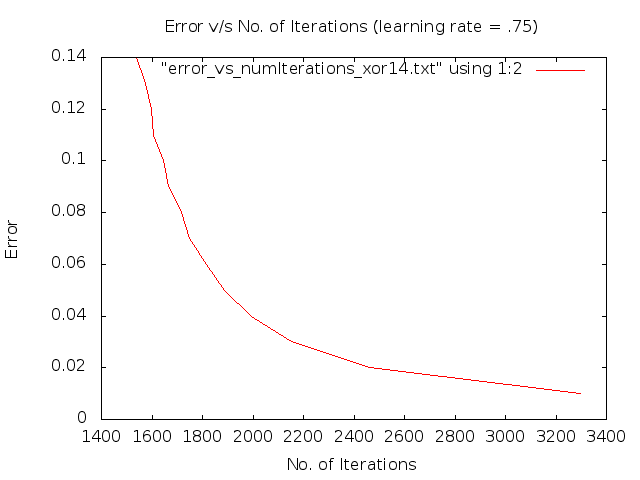 Error v/s No. of Iterations (learning rate = .75)
"error_vs_numIterations_xor14.txt" using 1:2
0.14
0.12
0.1
0.08
0.06
0.04
0.02
0
Error
1400 1600 1800 2000 2200 2400 2600 2800 3000 3200 3400
No. of Iterations